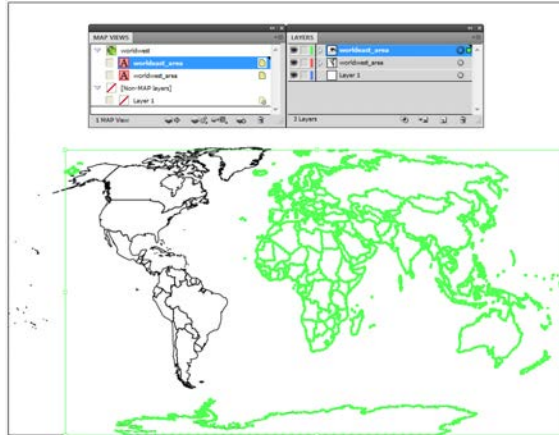 MAP VIEWS
worldwest
worldeast_area
worldwest_area
[Non-MAP layers]
Layer 1
1 MAP View
LAYERS
worldeast_area
worldwest_area
Layer 1
3 Layers